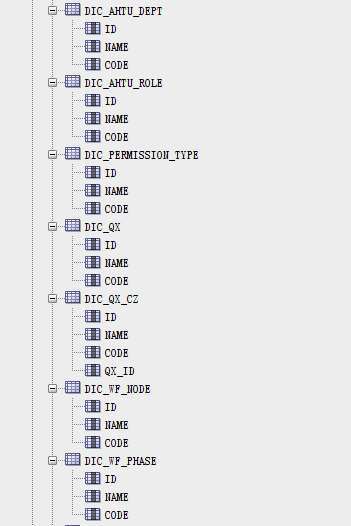 DIC_AHTU_DEPT
ID
NAME
CODE
DIC_AHTU_ROLE
ID
NAME
CODE
DIC_PERMISSION_TYPE
ID
NAME
CODE
DIC_QX
ID
NAME
CODE
DIC_QX_CZ
ID
NAME
CODE
QX_ID
DIC_WF_NODE
ID
NAME
CODE
DIC_WF_PHASE
ID
NAME
CODE